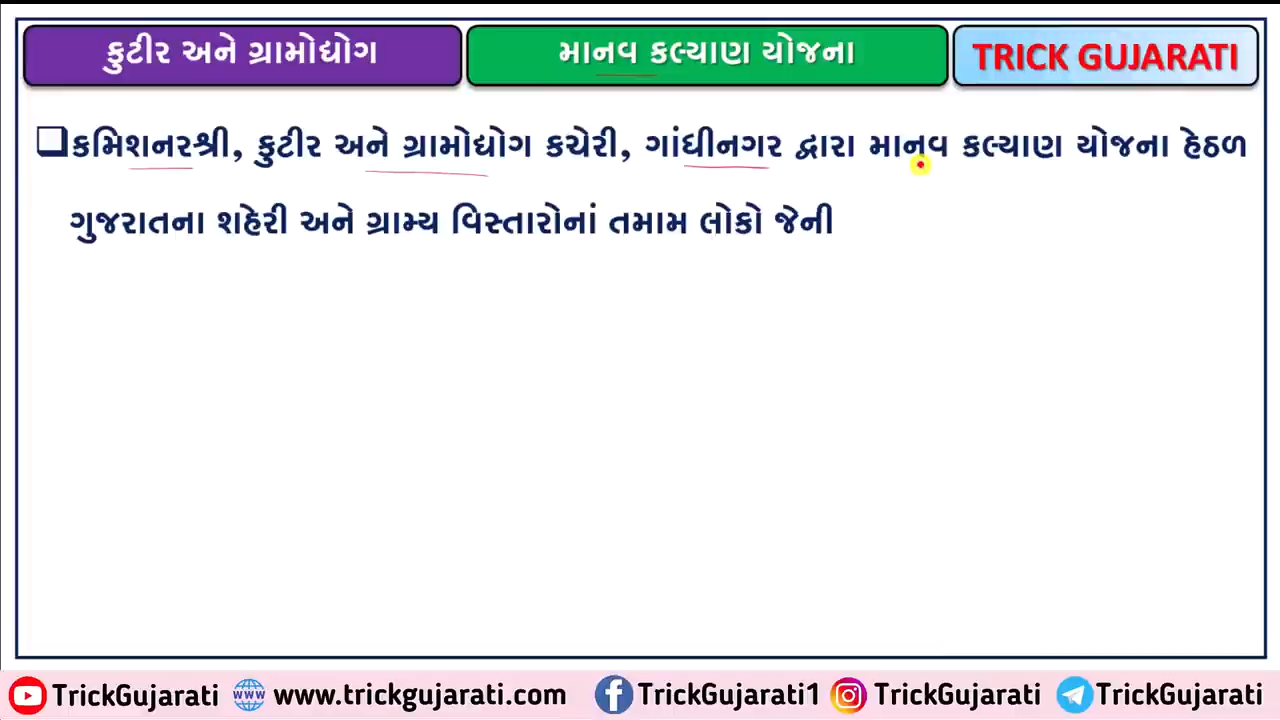 કુટીર અને ગ્રામોદ્યોગ
માનવ કલ્યાણ યોજના
TRICK GUJARATI
કમિશનરશ્રી, કુટીર અને ગ્રામોદ્યોગ કચેરી, ગાંધીનગર દ્વારા માનવ કલ્યાણ યોજના હેઠળ
ગુજરાતના શહેરી અને ગ્રામ્ય વિસ્તારોનાં તમામ લોકો જેની
TrickGujarati www.trickgujarati.com TrickGujarati1 TrickGujarati TrickGujarati